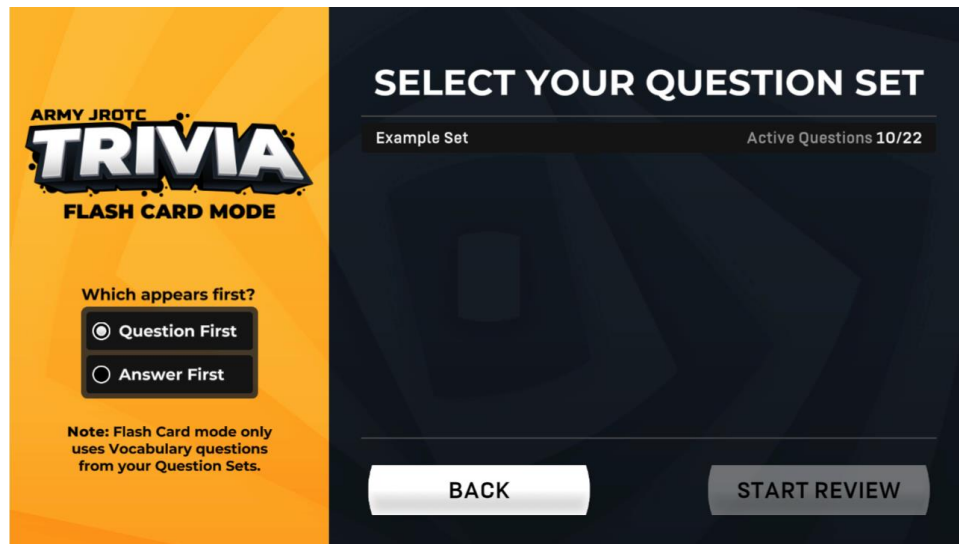 ARMY JROTC
TRIVIA
FLASH CARD MODE
Which appears first?
Question First
Answer First
Note: Flash Card mode only
uses Vocabulary questions
from your Question Sets.
SELECT YOUR QUESTION SET
Example Set Active Questions 10/22
BACK START REVIEW